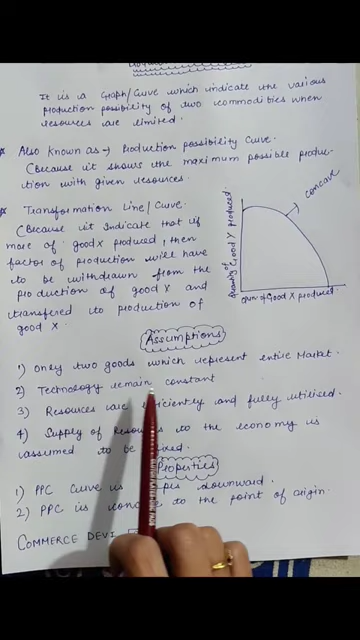 It is a Graph/Curve which indicate the various
production possibility of two commodities when
resources are limited.
Also known as → Production possibility Curve.
(Because it shows the maximum possible produc-
tion with given resources.
Transformation Line/Curve.
(Because it Indicate that if
more of good X produced, then
factor of production will have
to be withdrawn from the
production of good Y and
transfered to production of
good X.
concave
Quantity of Good Y produced
Quan of Good X produced
Assumptions
1) Only two goods which represent entire Market.
2) Technology remain constant
3) Resources are efficiently and fully utilised.
4) Supply of Resources to the economy is
assumed to be fixed.
Properties
1) PPC Curve is slopes downward.
2) PPC is concave to the point of origin.
COMMERCE DEVI